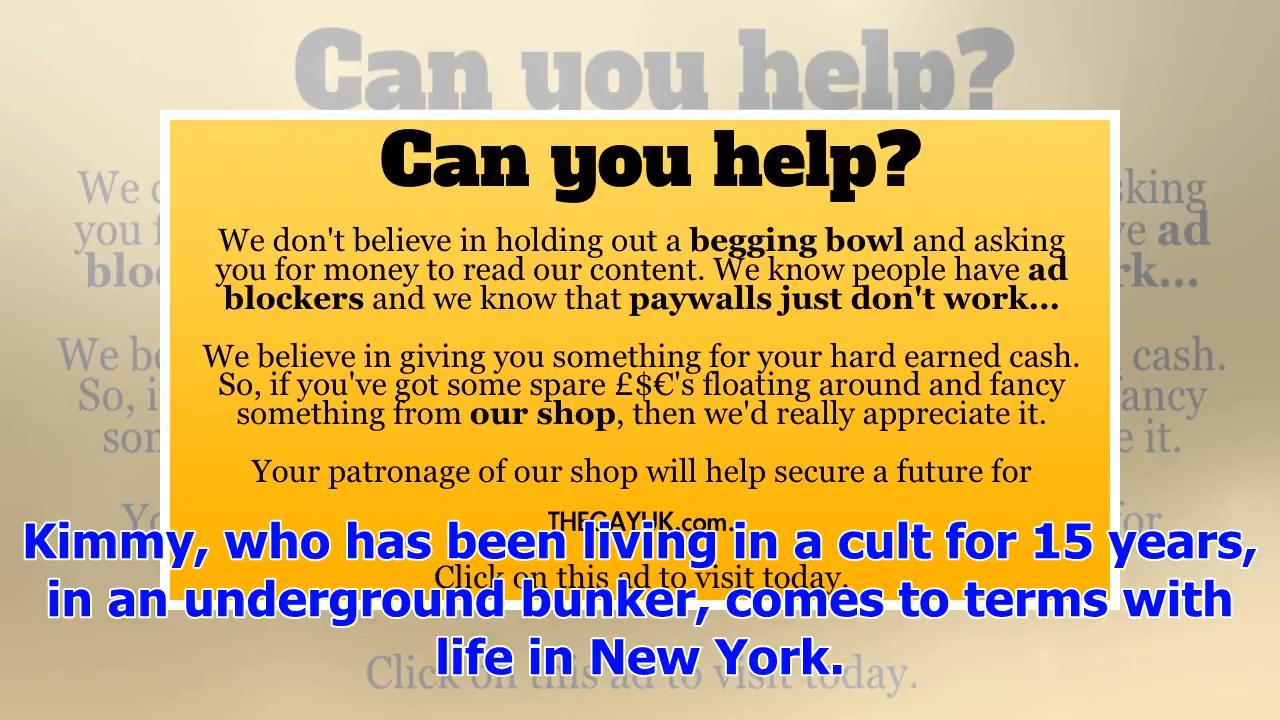 Can you help?
We don't believe in holding out a begging bowl and asking
you for money to read our content. We know people have ad
blockers and we know that paywalls just don't work...
We believe in giving you something for your hard earned cash.
So, if you've got some spare £$€'s floating around and fancy
something from our shop, then we'd really appreciate it.
Your patronage of our shop will help secure a future for
THEGAYUK.com.
Click on this ad to visit today.
Kimmy, who has been living in a cult for 15 years,
in an underground bunker, comes to terms with
life in New York.